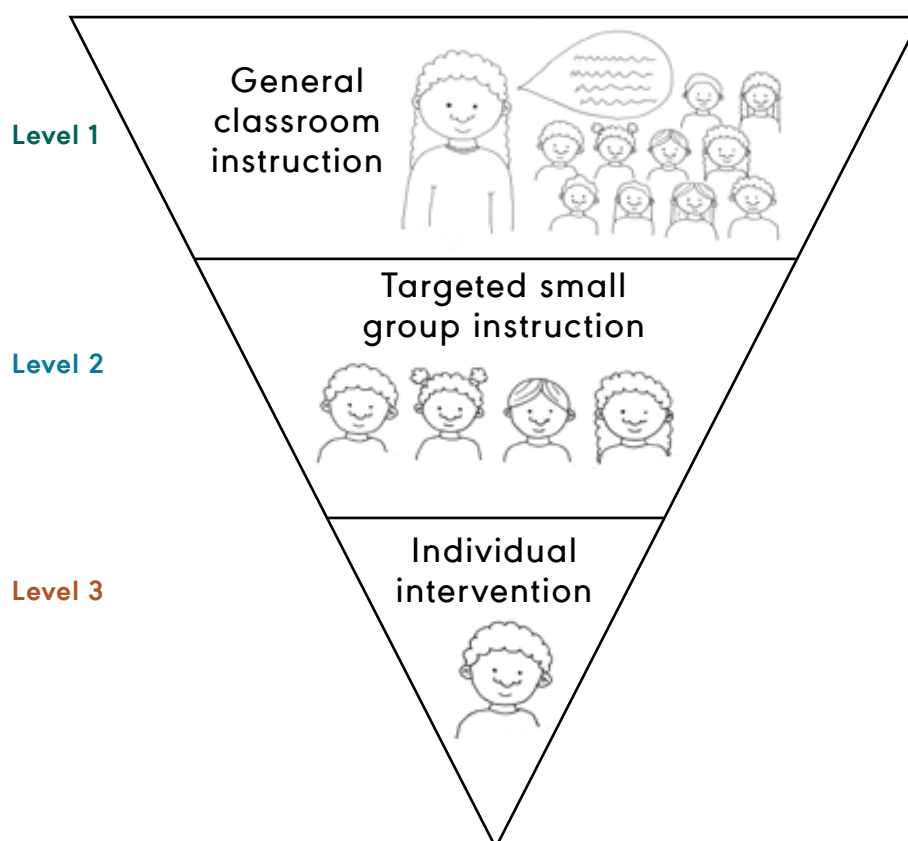 Level 1
General
classroom
instruction
Level 2
Targeted small
group instruction
Level 3
Individual
intervention